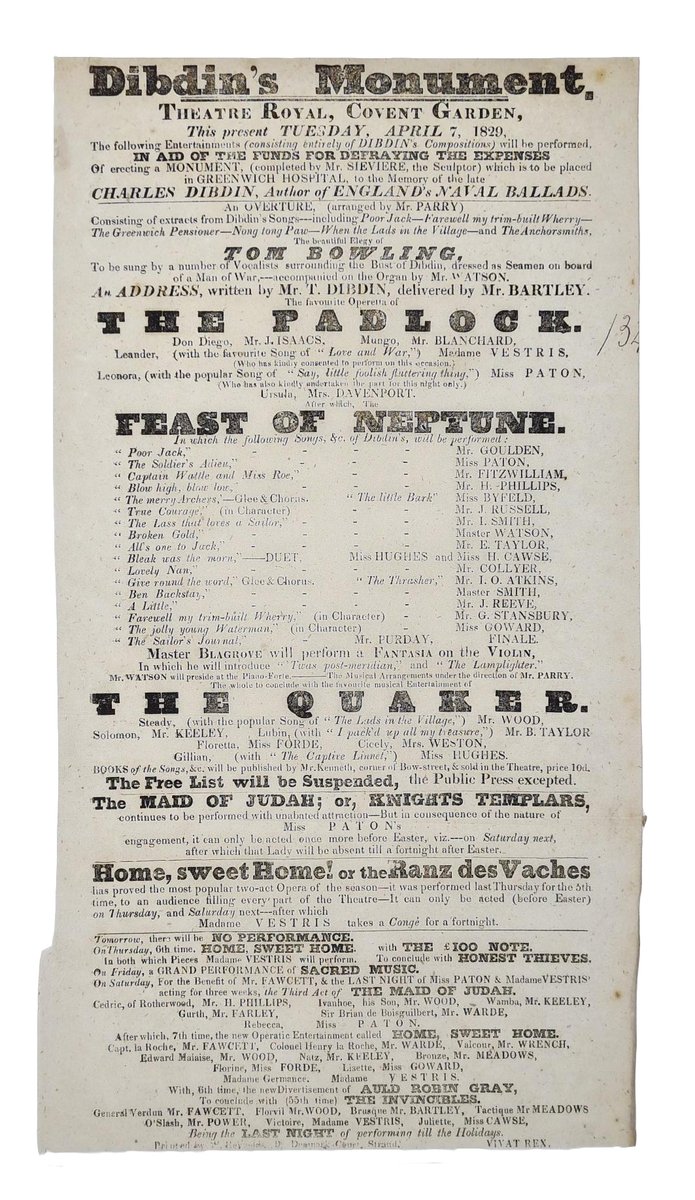 Dibdin's Monument.
THEATRE ROYAL, COVENT GARDEN,
This present TUESDAY, APRIL 7, 1829,
The following Entertainments (consisting entirely of DIBDIN's Compositions) will be performed,
IN AID OF THE FUNDS FOR DEFRAYING THE EXPENSES
Of erecting a MONUMENT, (completed by Mr. SIEVIERE, the Sculptor) which is to be placed
in GREENWICH HOSPITAL, to the Memory of the late
CHARLES DIBDIN, Author of ENGLAND's NAVAL BALLADS.
An OVERTURE, (arranged by Mr. PARRY)
Consisting of extracts from Dibdin's Songs---including Poor Jack—Farewell my trim-built Wherry—
The Greenwich Pensioner—Nong tong Paw—When the Lads in the Village—and The Anchorsmiths,
The beautiful Elegy of
TOM BOWLING,
To be sung by a number of Vocalists surrounding the Bust of Dibdin, dressed as Seamen on board
of a Man of War,---accompanied on the Organ by Mr. WATSON.
An ADDRESS, written by Mr. T. DIBDIN, delivered by Mr. BARTLEY.
The favourite Operetta of
THE PADLOCK.
134
Don Diego, Mr. J. ISAACS, Mungo, Mr. BLANCHARD,
Leander, (with the favourite Song of "Love and War,") Madame VESTRIS,
(Who has kindly consented to perform on this occasion.)
Leonora, (with the popular Song of "Say, little foolish fluttering thing,") Miss PATON,
(Who has also kindly undertaken the part for this night only.)
Ursula, Mrs. DAVENPORT.
After which, The
FEAST OF NEPTUNE.
In which the following Songs, &c. of Dibdin's, will be performed:
"Poor Jack," - - - - Mr. GOULDEN,
"The Soldier's Adieu," - - - - Miss PATON,
"Captain Wattle and Miss Roe," - - - Mr. FITZWILLIAM,
"Blow high, blow low," - - - - Mr. H. PHILLIPS,
"The merry Archers,'—Glee & Chorus. "The little Bark" Miss BYFELD,
"True Courage," (in Character) - - - Mr. J. RUSSELL,
"The Lass that loves a Sailor," - - - Mr. I. SMITH,
"Broken Gold," - - - - Master WATSON,
"All's one to Jack," - - - - Mr. E. TAYLOR,
"Bleak was the morn,"——DUET. Miss HUGHES and Miss H. CAWSE,
"Lovely Nan," - - - - Mr. COLLYER,
"Give round the word," Glee & Chorus. "The Thrasher," Mr. I. O. ATKINS,
"Ben Backstay," - - - - Master SMITH,
"A Little," - - - - Mr. J. REEVE,
"Farewell my trim-built Wherry," (in Character) - Mr. G. STANSBURY,
"The jolly young Waterman," (in Character) - Miss GOWARD,
"The Sailor's Journal," - - Mr. PURDAY, FINALE.
Master BLAGROVE will perform a FANTASIA on the VIOLIN,
In which he will introduce "'Twas post-meridian," and "The Lamplighter."
Mr. WATSON will preside at the Piano-Forte.———The Musical Arrangements under the direction of Mr. PARRY.
The whole to conclude with the favourite musical Entertainment of
THE QUAKER.
Steady, (with the popular Song of "The Lads in the Village,") Mr. WOOD,
Solomon, Mr. KEELEY, Lubin, (with "I pack'd up all my treasure,") Mr. B. TAYLOR
Floretta, Miss FORDE, Cicely, Mrs. WESTON,
Gillian, (with "The Captive Linnet,") Miss HUGHES.
BOOKS of the Songs, &c. will be published by Mr. Kenneth, corner of Bow-street, & sold in the Theatre, price 10d.
The Free List will be Suspended, the Public Press excepted.
The MAID OF JUDAH; or, KNIGHTS TEMPLARS,
continues to be performed with unabated attraction—But in consequence of the nature of
Miss PATON's
engagement, it can only be acted once more before Easter, viz.---on Saturday next,
after which that Lady will be absent till a fortnight after Easter.
Home, sweet Home! or the Ranz des Vaches
has proved the most popular two-act Opera of the season—it was performed last Thursday for the 5th
time, to an audience filling every part of the Theatre—It can only be acted (before Easter)
on Thursday, and Saturday next—after which
Madame VESTRIS takes a Congé for a fortnight.
Tomorrow, there will be NO PERFORMANCE.
On Thursday, 6th time, HOME, SWEET HOME. with THE £100 NOTE.
In both which Pieces Madame VESTRIS will perform. To conclude with HONEST THIEVES.
On Friday, a GRAND PERFORMANCE of SACRED MUSIC.
On Saturday, For the Benefit of Mr. FAWCETT, & the LAST NIGHT of Miss PATON & Madame VESTRIS'
acting for three weeks, the Third Act of THE MAID OF JUDAH.
Cedric, of Rotherwood, Mr. H. PHILLIPS, Ivanhoe, his Son, Mr. WOOD, Wamba, Mr. KEELEY,
Gurth, Mr. FARLEY, Sir Brian de Boisguilbert, Mr. WARDE,
Rebecca, Miss PATON.
After which, 7th time, the new Operatic Entertainment called HOME, SWEET HOME.
Capt. la Roche, Mr. FAWCETT, Colonel Henry la Roche, Mr. WARDE, Valcour, Mr. WRENCH,
Edward Malaise, Mr. WOOD, Natz, Mr. KEELEY, Bronze, Mr. MEADOWS,
Florine, Miss FORDE, Lisette, Miss GOWARD,
Madame Germance, Madame VESTRIS.
With, 6th time, the new Divertisement of AULD ROBIN GRAY,
To conclude with (55th time) THE INVINCIBLES.
General Verdun Mr. FAWCETT, Florvil Mr. WOOD, Brusque Mr. BARTLEY, Tactique Mr MEADOWS
O'Slash, Mr. POWER, Victoire, Madame VESTRIS, Juliette, Miss CAWSE,
Being the LAST NIGHT of performing till the Holidays.
Printed by Strand. VIVAT REX.